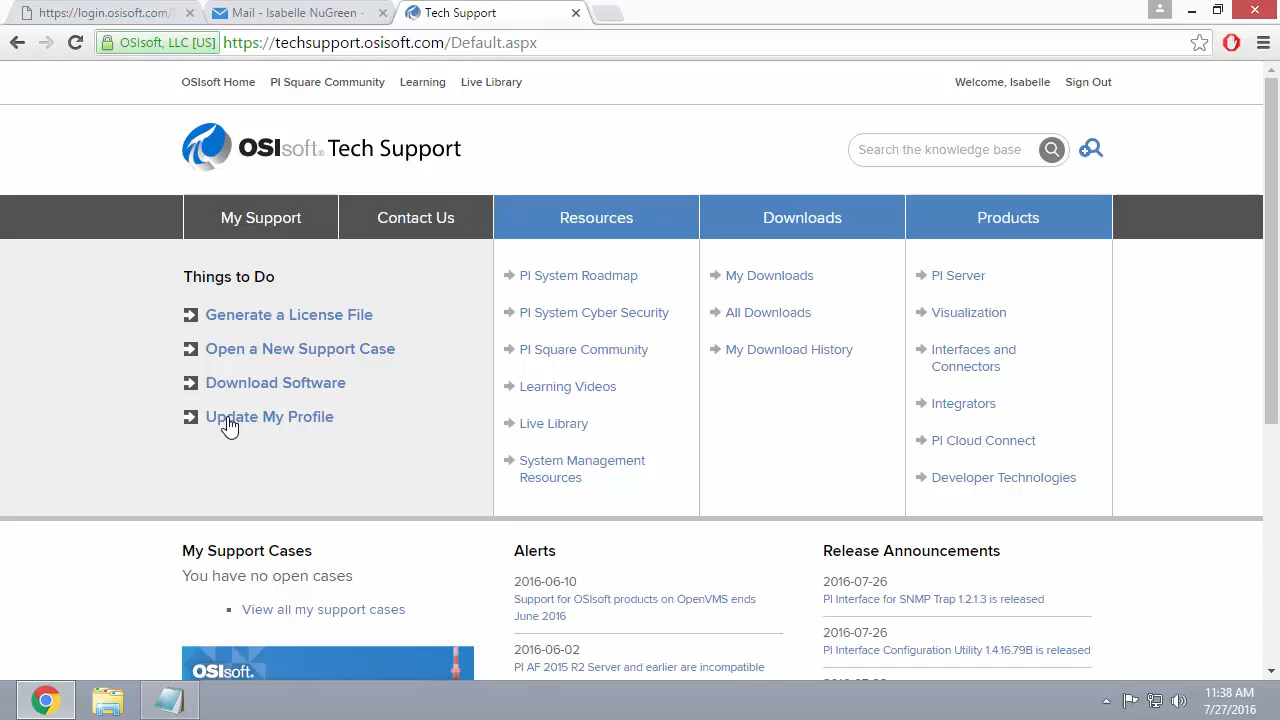 https://login.osisoft.com/
Mail - Isabelle NuGreen -
Tech Support
OSIsoft, LLC [US]
https://techsupport.osisoft.com/Default.aspx
OSIsoft Home
PI Square Community
Learning
Live Library
Welcome, Isabelle
Sign Out
OSIsoft® Tech Support
Search the knowledge base
My Support
Contact Us
Resources
Downloads
Products
Things to Do
Generate a License File
Open a New Support Case
Download Software
Update My Profile
PI System Roadmap
PI System Cyber Security
PI Square Community
Learning Videos
Live Library
System Management
Resources
My Downloads
All Downloads
My Download History
PI Server
Visualization
Interfaces and
Connectors
Integrators
PI Cloud Connect
Developer Technologies
My Support Cases
You have no open cases
View all my support cases
OSIsoft.
Alerts
2016-06-10
Support for OSIsoft products on OpenVMS ends
June 2016
2016-06-02
PI AF 2015 R2 Server and earlier are incompatible
Release Announcements
2016-07-26
PI Interface for SNMP Trap 1.2.1.3 is released
2016-07-26
PI Interface Configuration Utility 1.4.16.79B is released
11:38 AM
7/27/2016